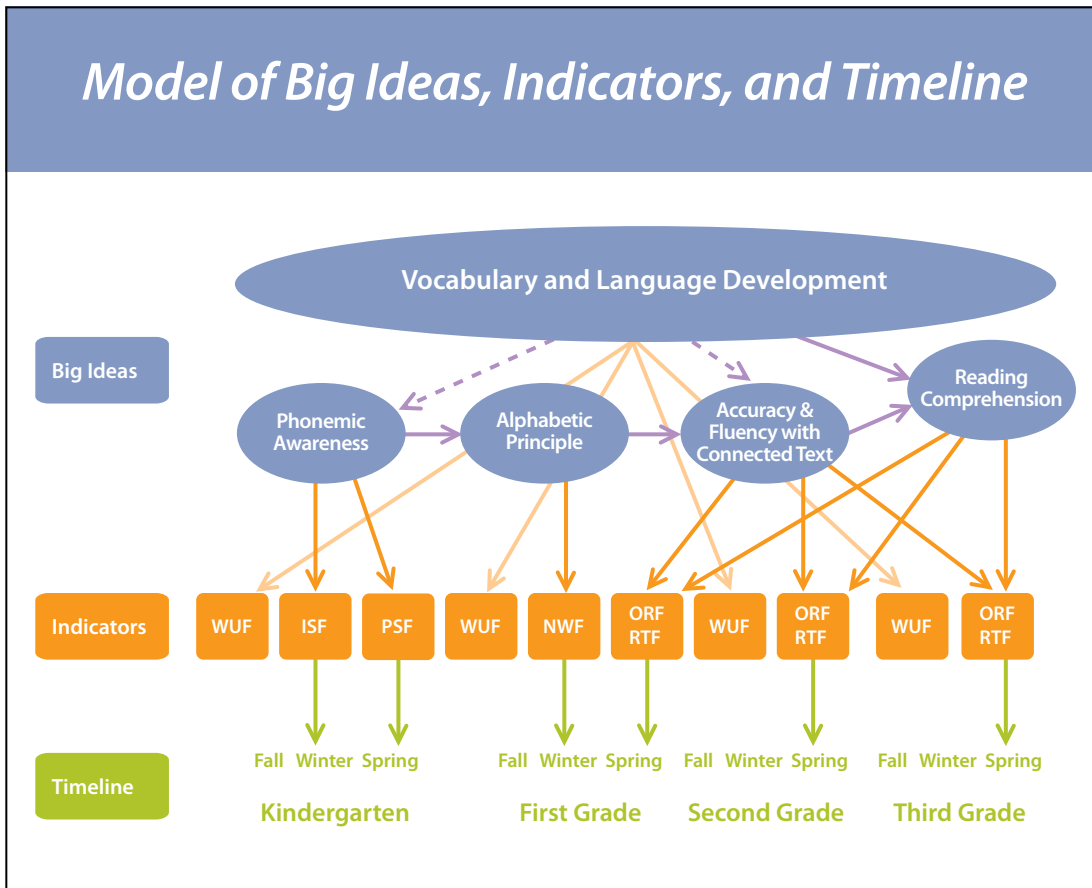 Model of Big Ideas, Indicators, and Timeline
Vocabulary and Language Development
Big Ideas
Phonemic
Awareness
Alphabetic
Principle
Accuracy &
Fluency with
Connected Text
Reading
Comprehension
Indicators
WUF
ISF
PSF
WUF
NWF
ORF
RTF
WUF
ORF
RTF
WUF
ORF
RTF
Timeline
Fall Winter Spring
Fall Winter Spring
Fall Winter Spring
Fall Winter Spring
Kindergarten
First Grade
Second Grade
Third Grade